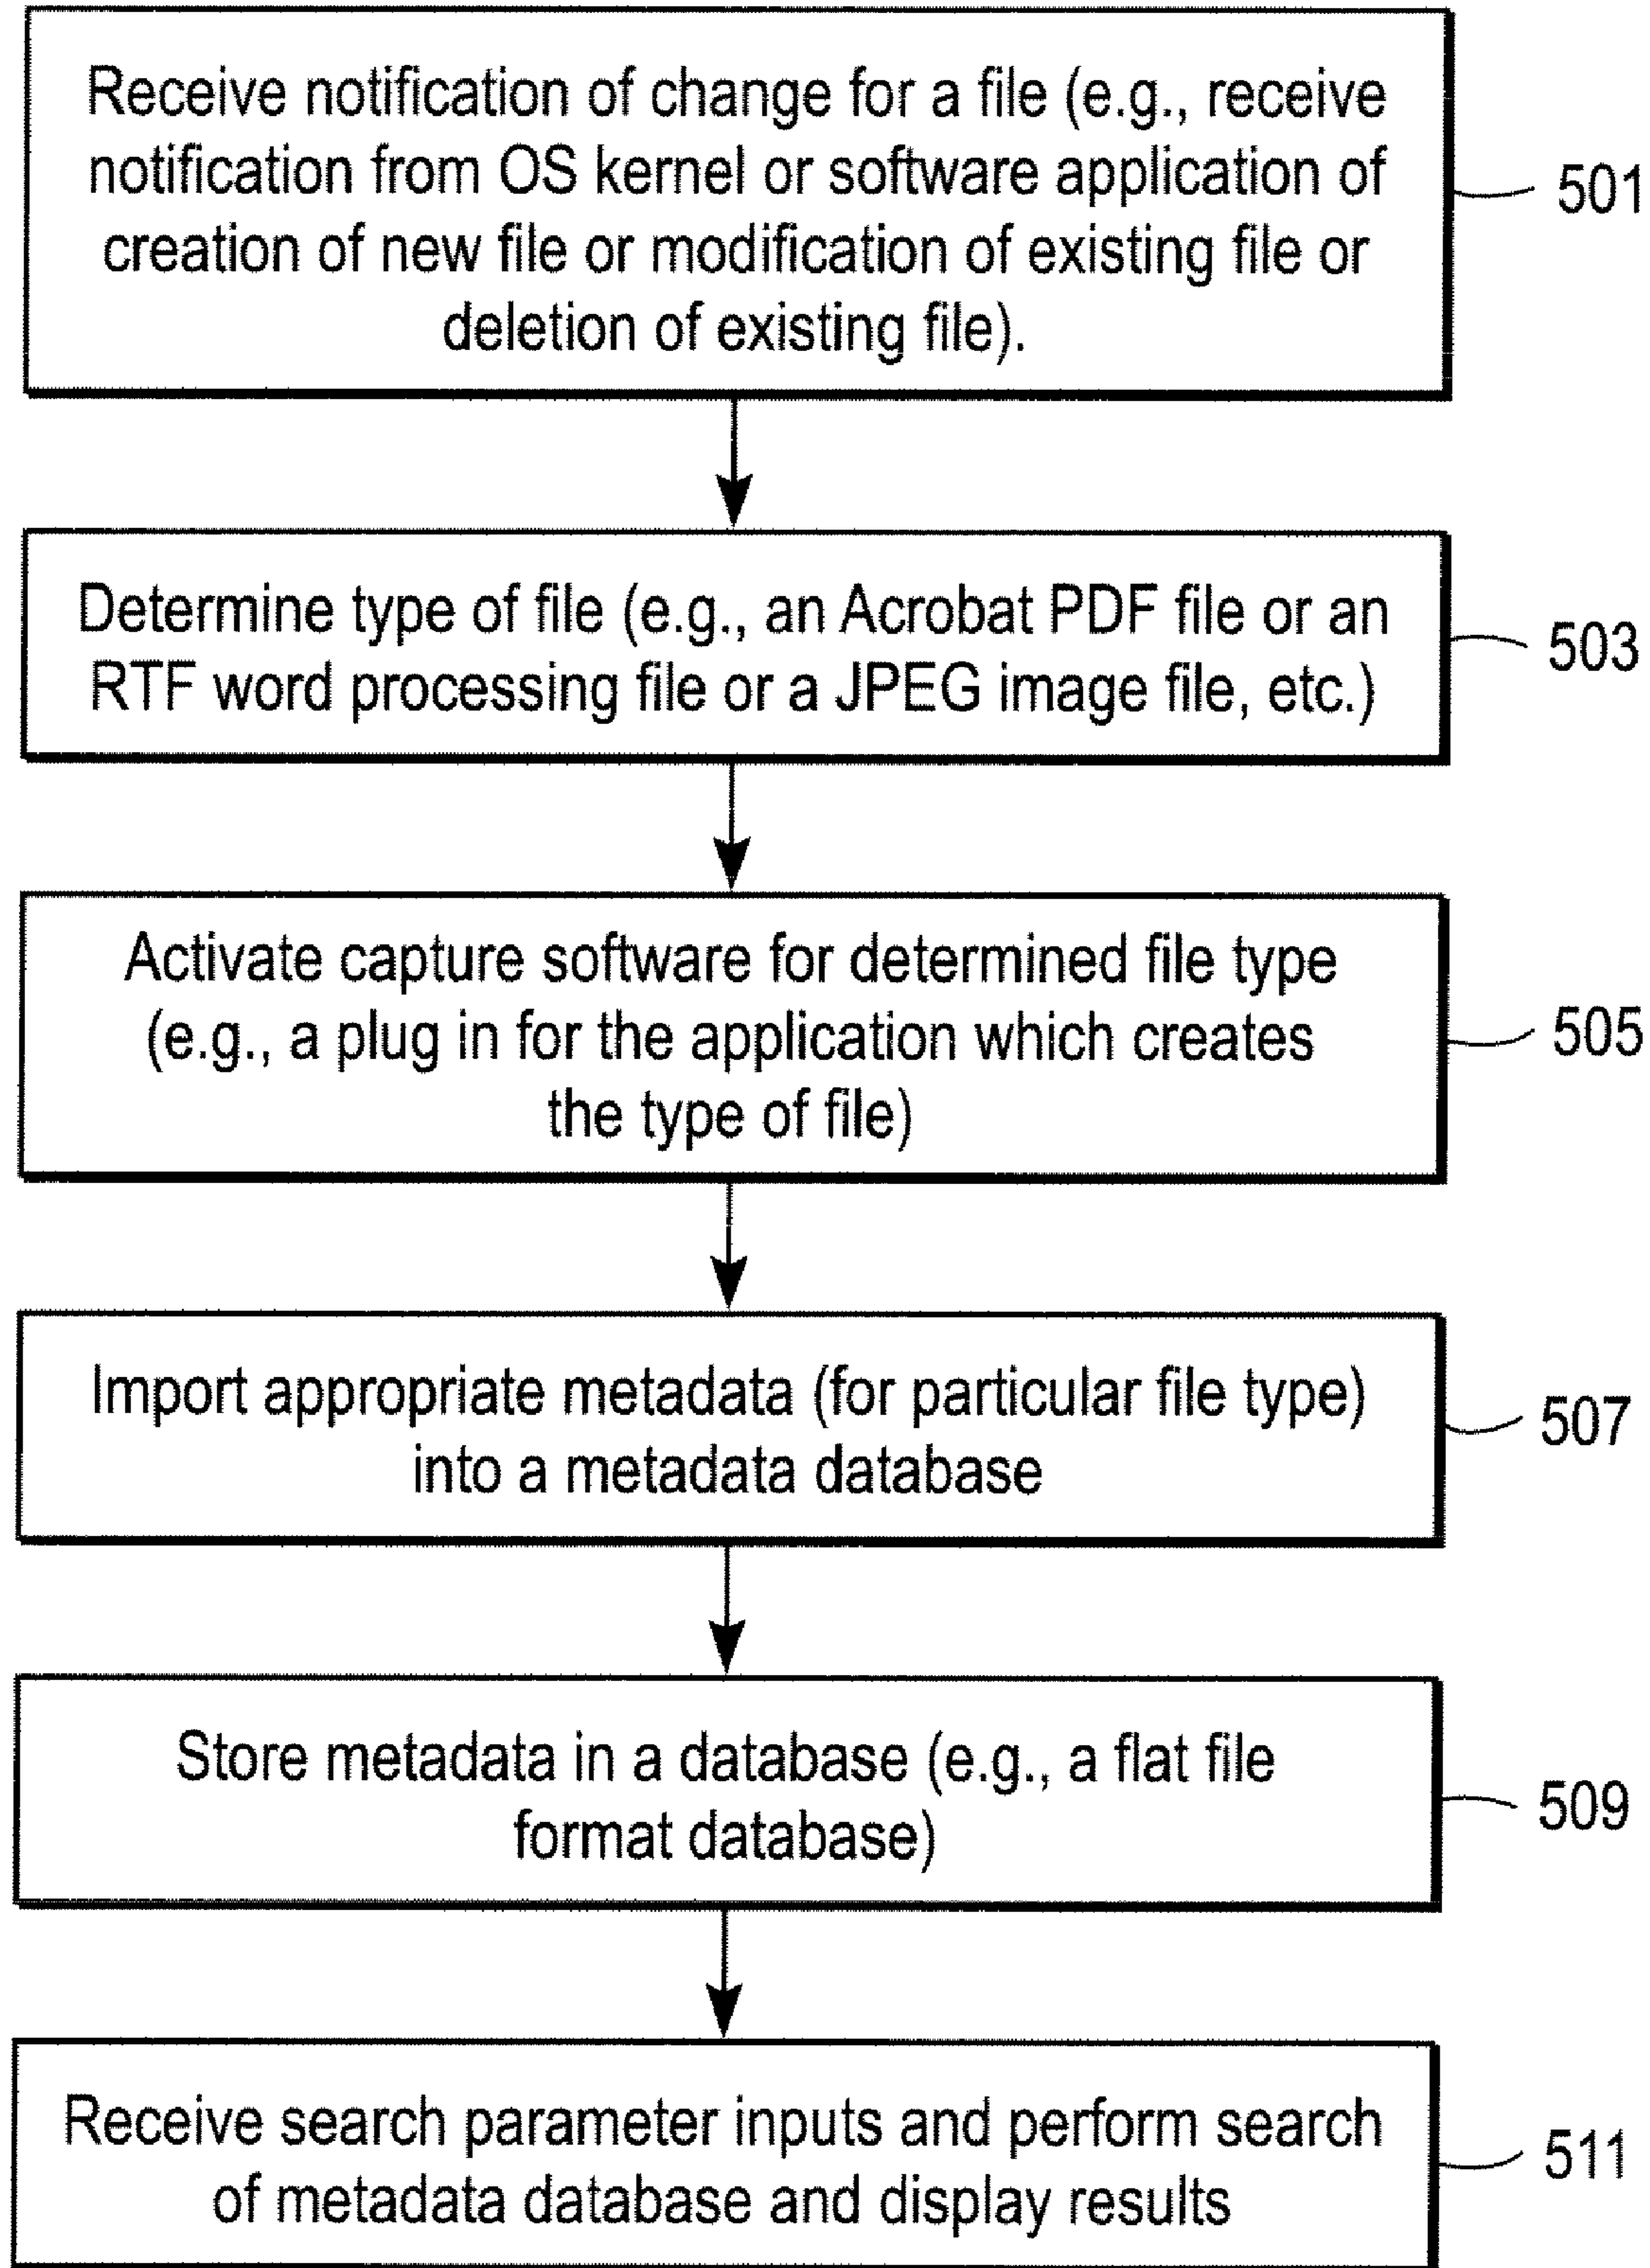 Receive notification of change for a file (e.g., receive
notification from OS kernel or software application of
creation of new file or modification of existing file or
deletion of existing file).
501
Determine type of file (e.g., an Acrobat PDF file or an
RTF word processing file or a JPEG image file, etc.)
503
Activate capture software for determined file type
(e.g., a plug in for the application which creates
the type of file)
505
Import appropriate metadata (for particular file type)
into a metadata database
507
Store metadata in a database (e.g., a flat file
format database)
509
Receive search parameter inputs and perform search
of metadata database and display results
511